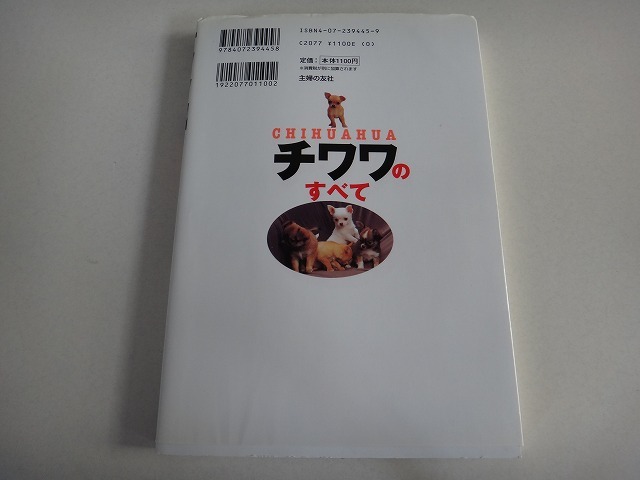 9784072394458
1922077011002
ISBN4-07-239445-9
C2077 ¥1100E (0)
定価：本体1100円
※消費税が別に加算されます
主婦の友社
CHIHUAHUA
チワワの
すべて